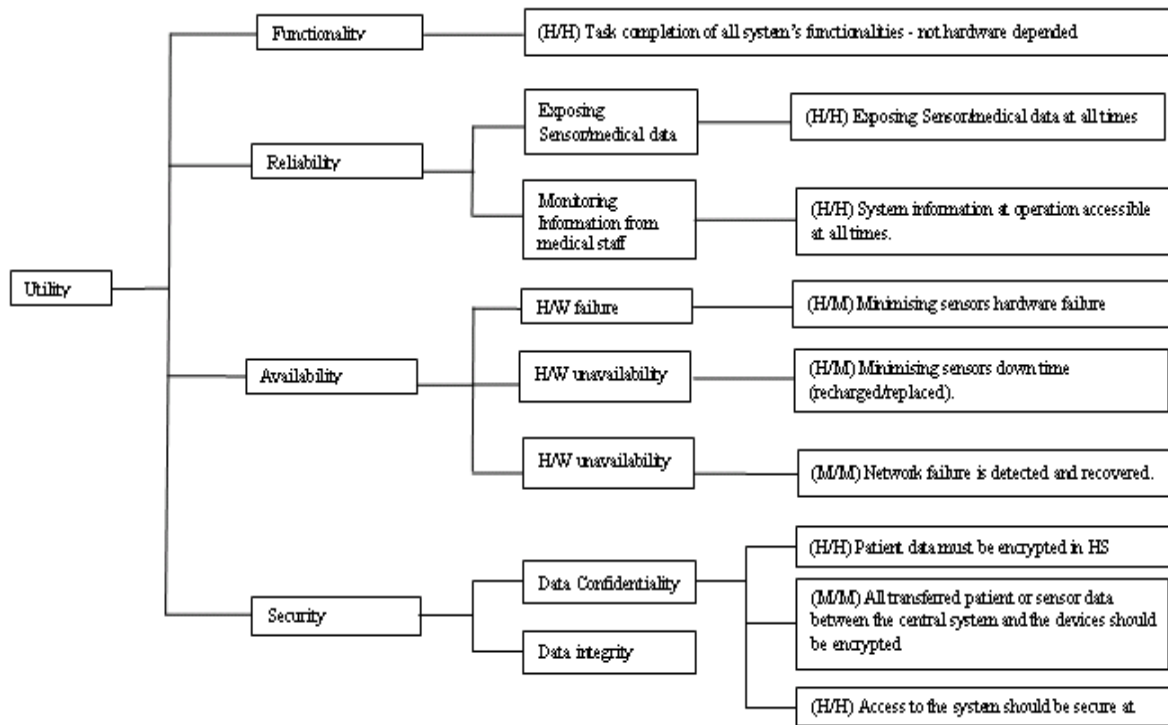 Functionality
(H/H) Task completion of all system's functionalities - not hardware depended
Exposing
Sensor/medical data
(H/H) Exposing Sensor/medical data at all times
Reliability
Monitoring
Information from
medical staff
(H/H) System information at operation accessible
at all times.
Utility
H/W failure
(H/M) Minimising sensors hardware failure
Availability
H/W unavailability
(H/M) Minimising sensors down time
(recharged/replaced).
H/W unavailability
(M/M) Network failure is detected and recovered.
(H/H) Patient data must be encrypted in HS
Data Confidentiality
(M/M) All transferred patient or sensor data
between the central system and the devices should
be encrypted
Security
Data integrity
(H/H) Access to the system should be secure at